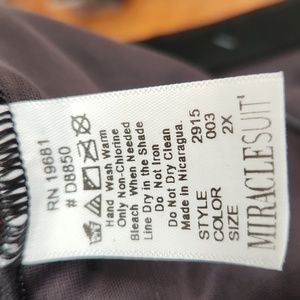 RN 19681
# D8850
Hand Wash Warm
Only Non-Chlorine
Bleach When Needed
Line Dry in the Shade
Do Not Iron
Do Not Dry Clean
Made in Nicaragua.
STYLE 2915
COLOR 003
SIZE 2X
MIRACLESUIT®